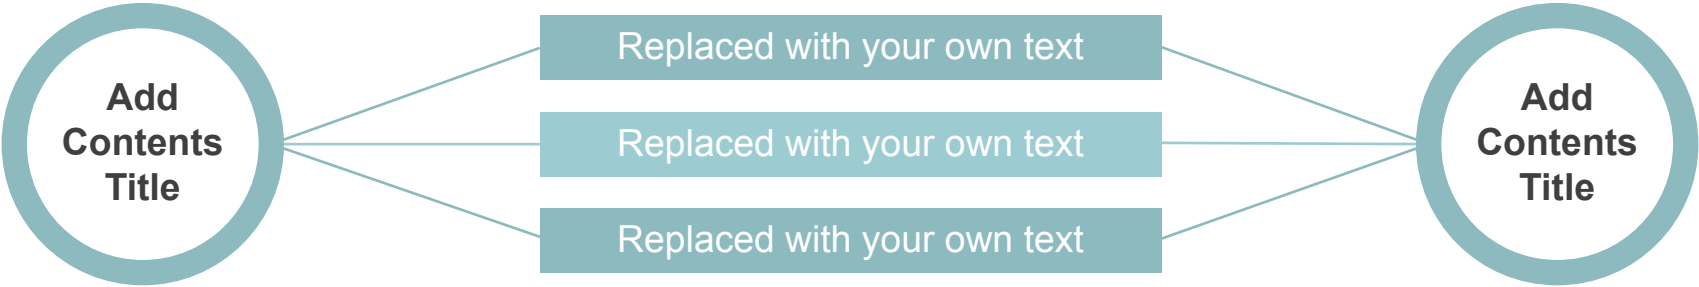 Add
Contents
Title
Replaced with your own text
Replaced with your own text
Replaced with your own text
Add
Contents
Title